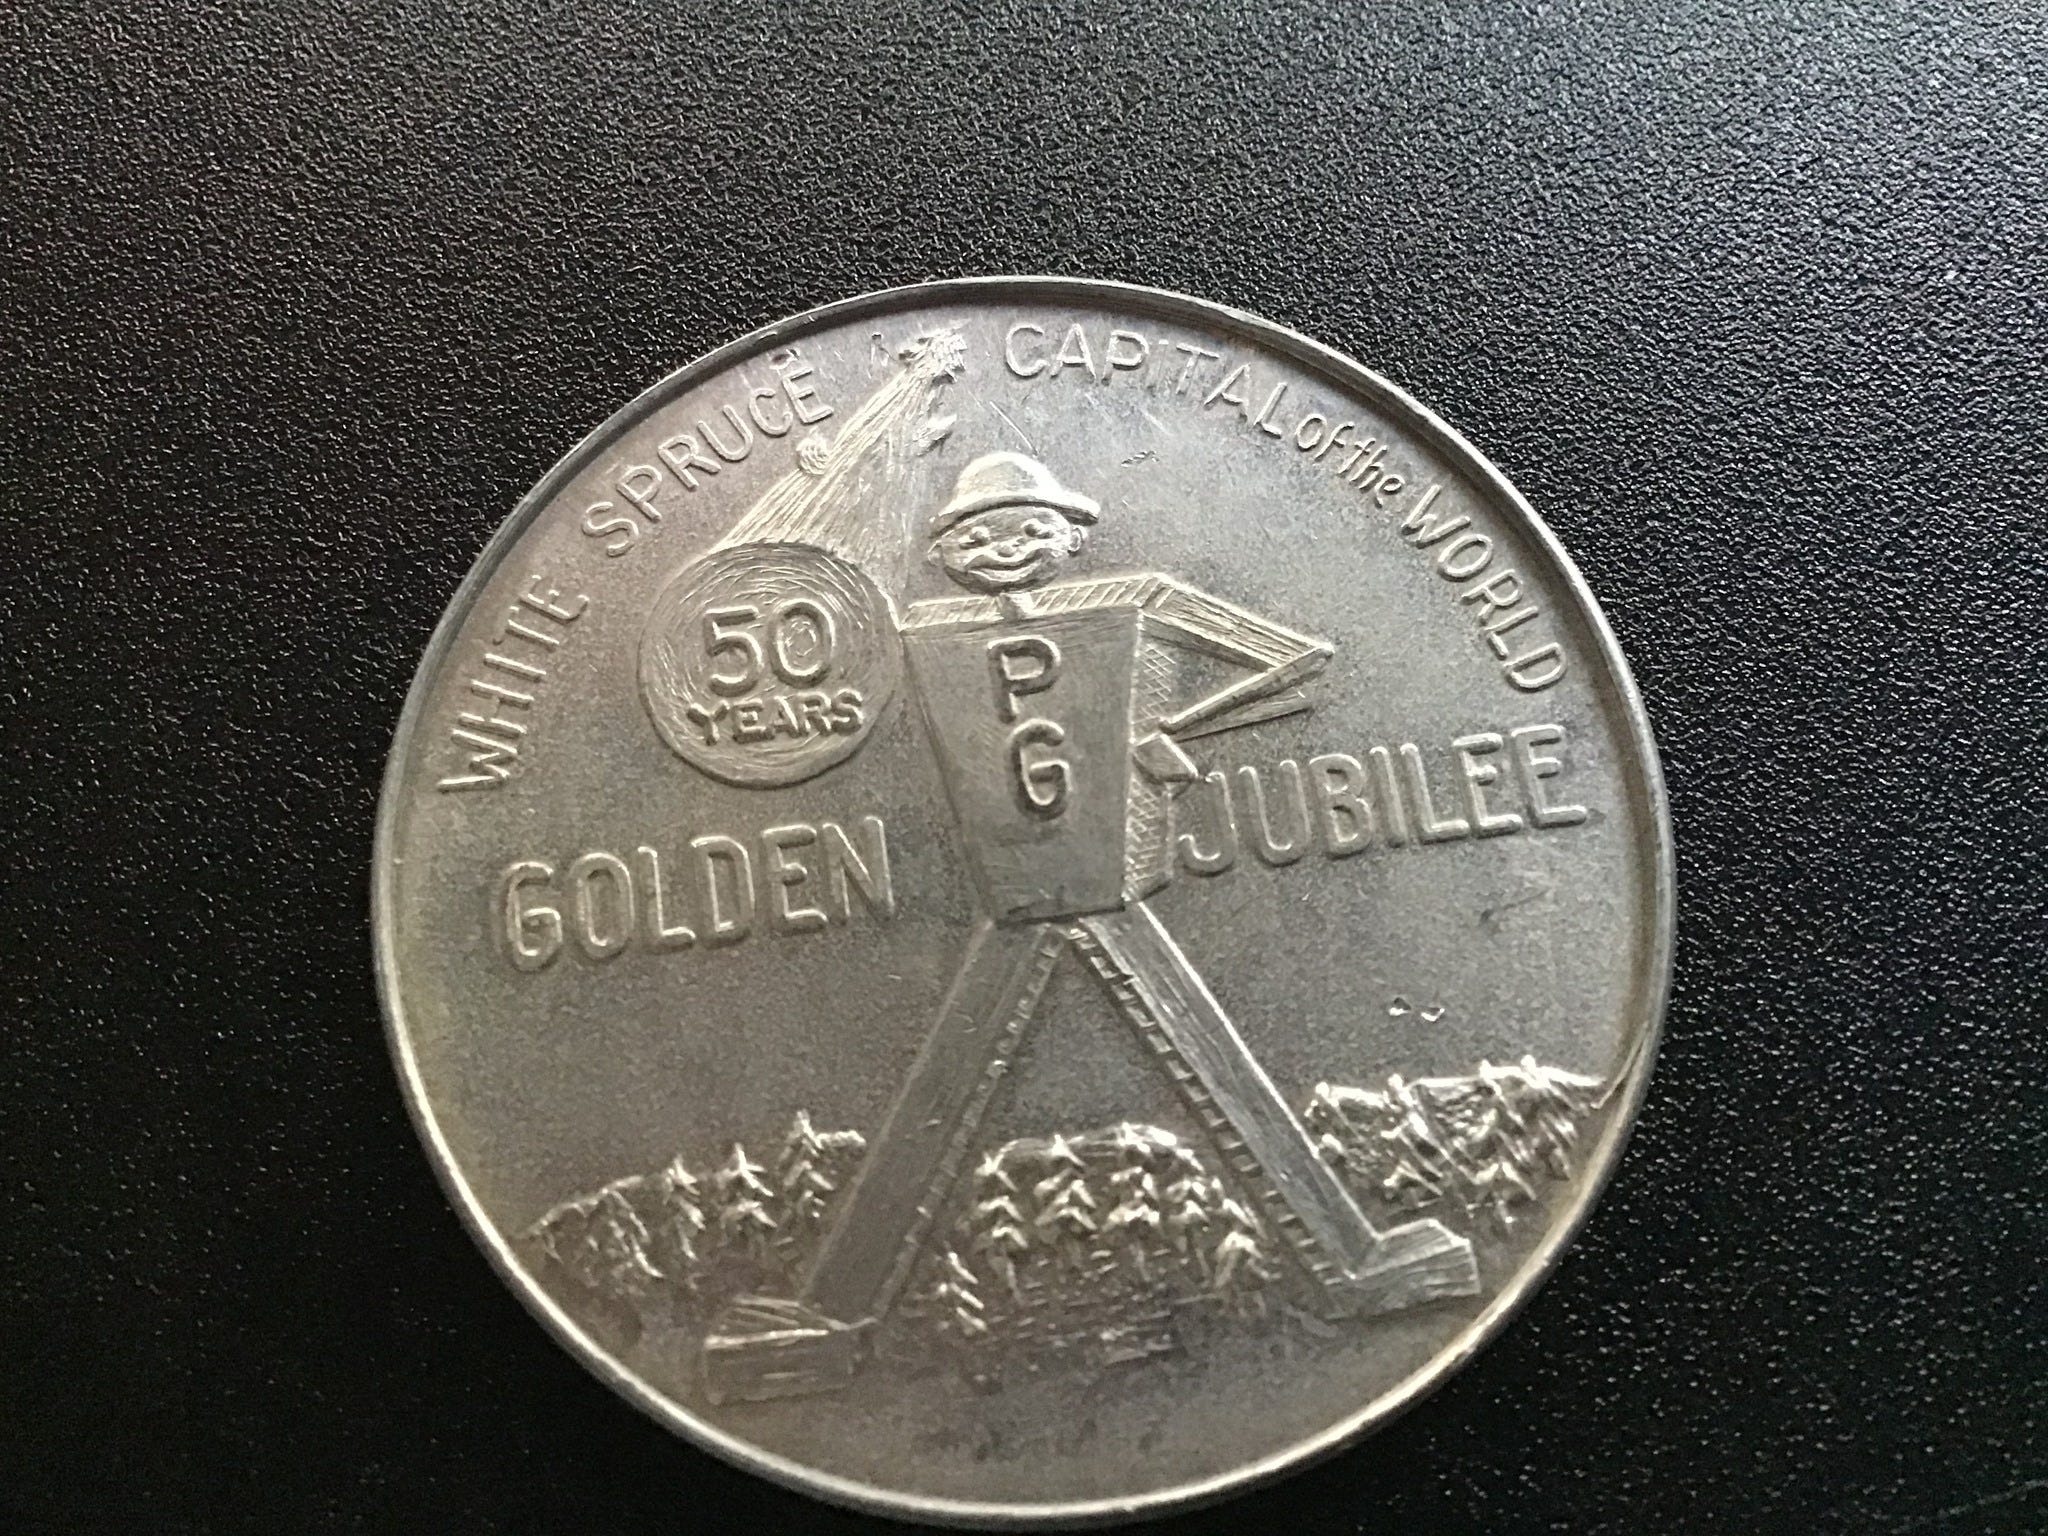 WHITE SPRUCE CAPITAL of the WORLD
50
YEARS
P
G
GOLDEN JUBILEE